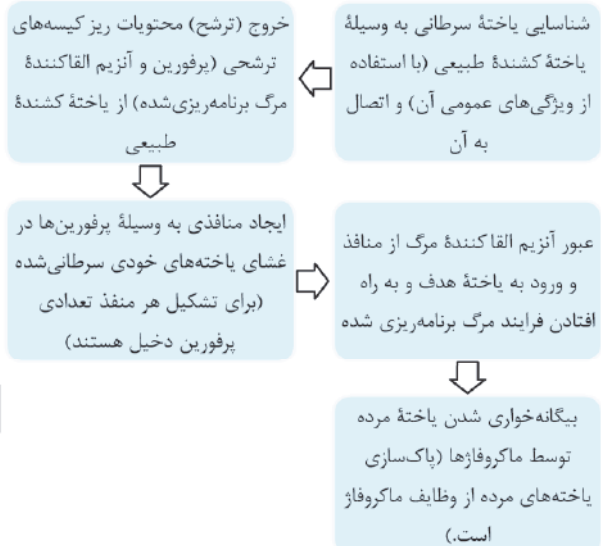 شناسایی یاختهٔ سرطانی به وسیلهٔ
یاختهٔ کشندهٔ طبیعی (با استفاده
از ویژگی‌های عمومی آن) و اتصال
به آن
خروج (ترشح) محتویات ریز کیسه‌های
ترشحی (پرفورین و آنزیم القاکنندهٔ
مرگ برنامه‌ریزی‌شده) از یاختهٔ کشندهٔ
طبیعی
ایجاد منافذی به وسیلهٔ پرفورین‌ها در
غشای یاخته‌های خودی سرطانی‌شده
(برای تشکیل هر منفذ تعدادی
پرفورین دخیل هستند)
عبور آنزیم القاکنندهٔ مرگ از منافذ
و ورود به یاختهٔ هدف و به راه
افتادن فرایند مرگ برنامه‌ریزی شده
بیگانه‌خواری شدن یاختهٔ مرده
توسط ماکروفاژها (پاک‌سازی
یاخته‌های مرده از وظایف ماکروفاژ
است.)